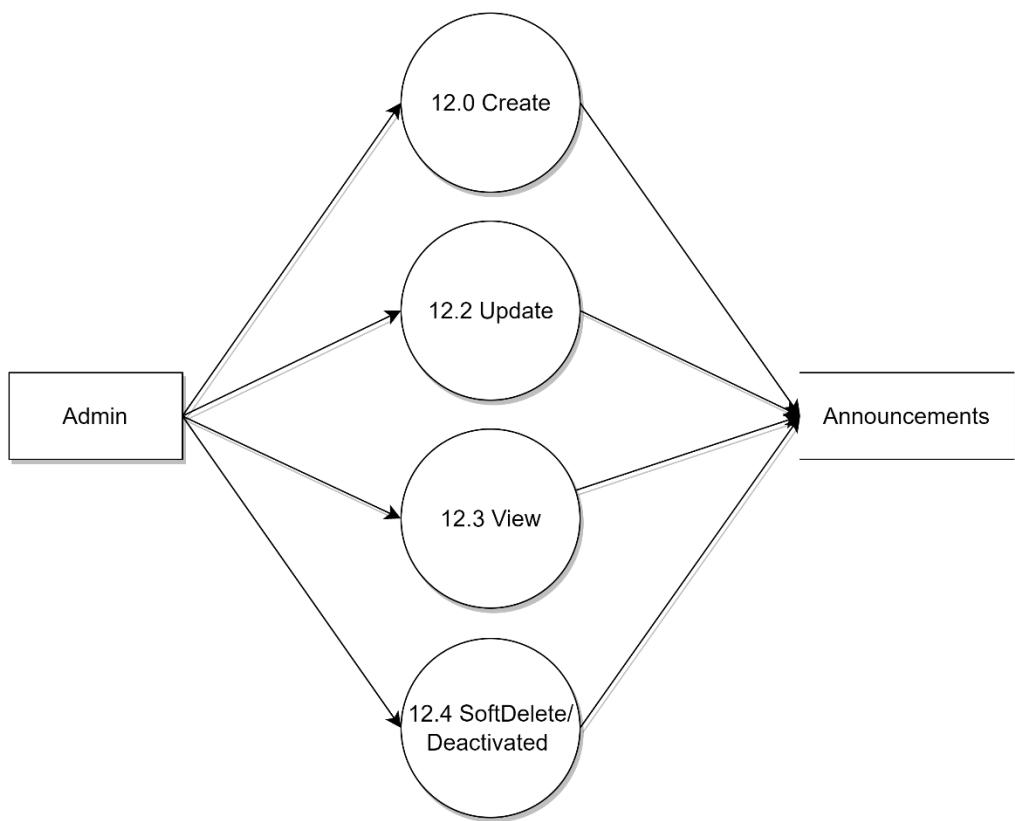 12.0 Create
12.2 Update
Admin
Announcements
12.3 View
12.4 SoftDelete/
Deactivated